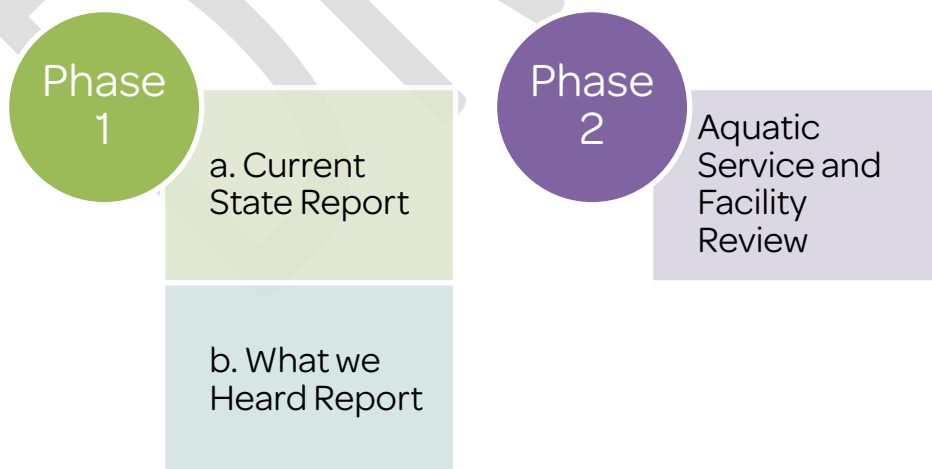 Phase
1
a. Current
State Report
b. What we
Heard Report
Phase
2
Aquatic
Service and
Facility
Review